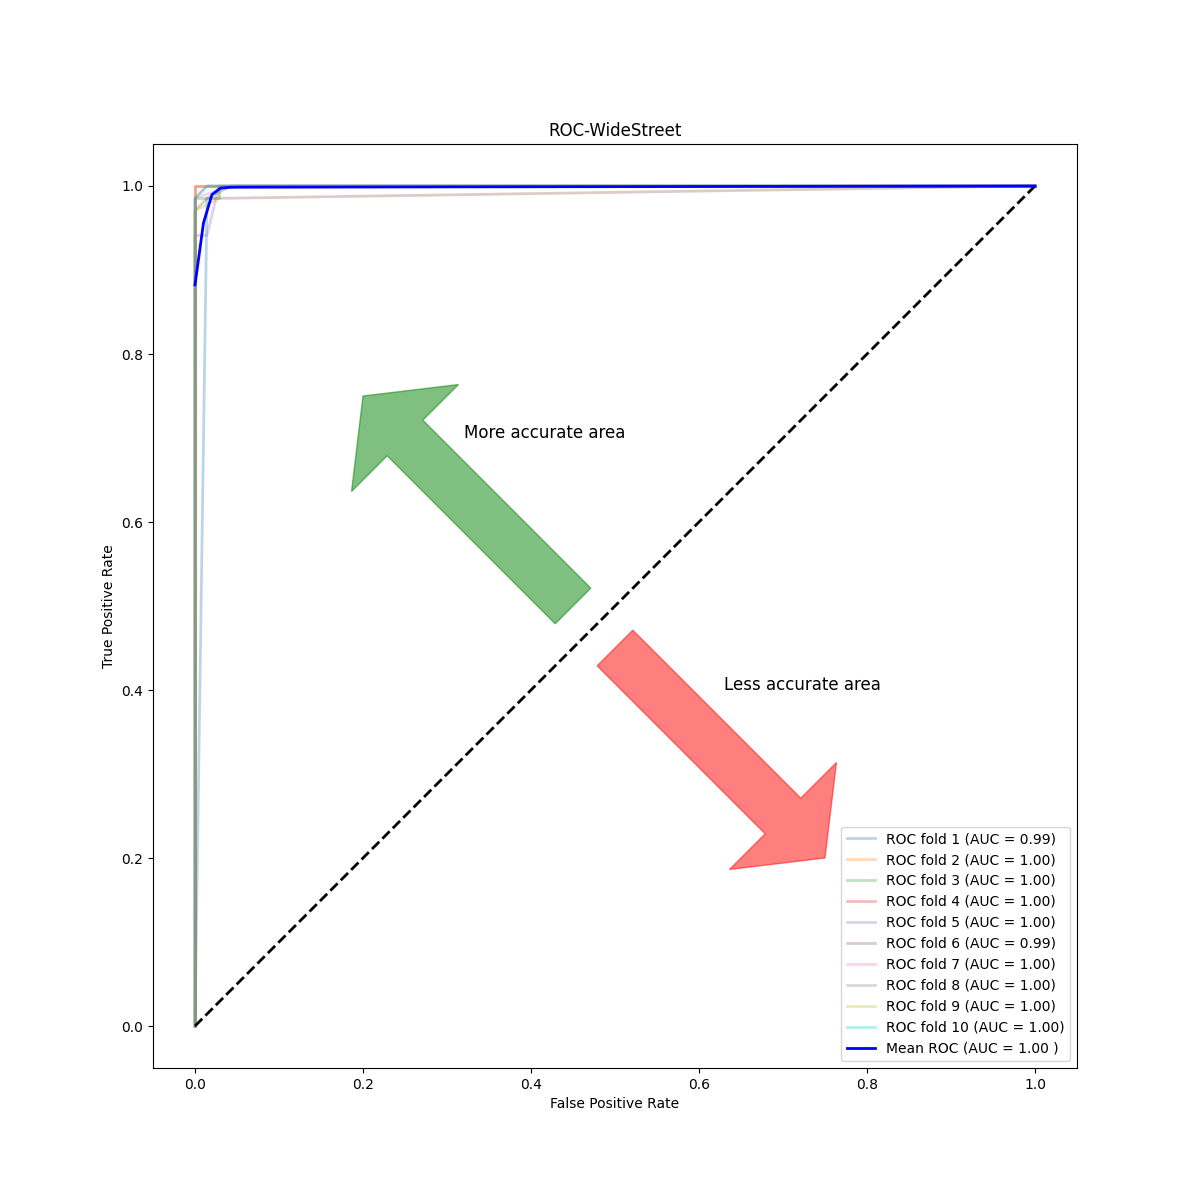 ROC-WideStreet
1.0
0.8
0.6
0.4
0.2
0.0
True Positive Rate
More accurate area
Less accurate area
ROC fold 1 (AUC = 0.99)
ROC fold 2 (AUC = 1.00)
ROC fold 3 (AUC = 1.00)
ROC fold 4 (AUC = 1.00)
ROC fold 5 (AUC = 1.00)
ROC fold 6 (AUC = 0.99)
ROC fold 7 (AUC = 1.00)
ROC fold 8 (AUC = 1.00)
ROC fold 9 (AUC = 1.00)
ROC fold 10 (AUC = 1.00)
Mean ROC (AUC = 1.00 )
0.0 0.2 0.4 0.6 0.8 1.0
False Positive Rate